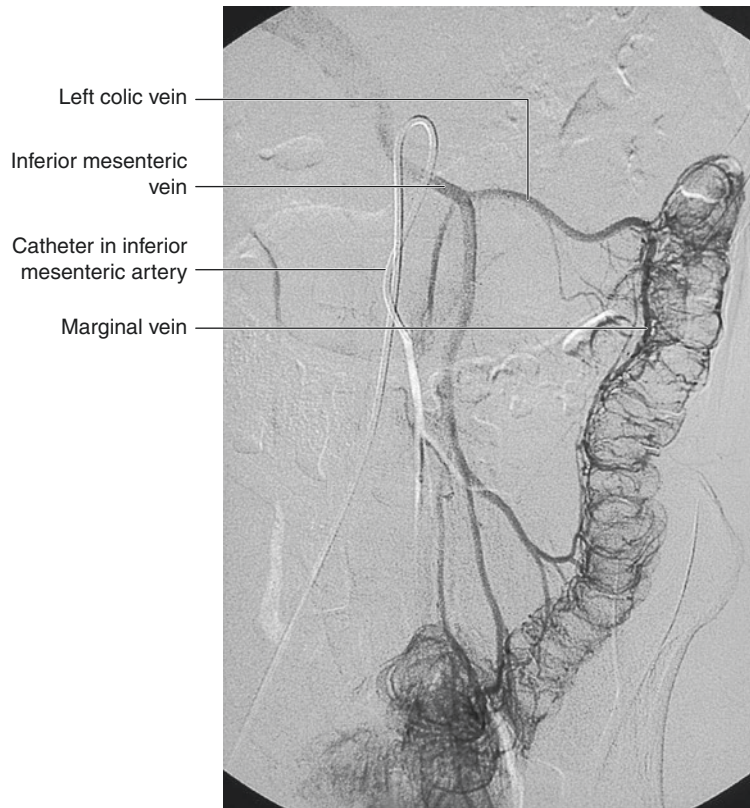 Left colic vein
Inferior mesenteric
vein
Catheter in inferior
mesenteric artery
Marginal vein